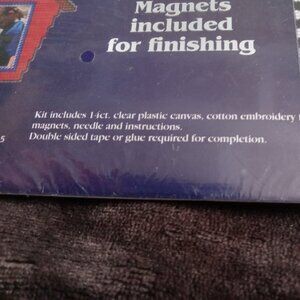 Magnets
included
for finishing
Kit includes 14ct. clear plastic canvas, cotton embroidery
magnets, needle and instructions.
Double sided tape or glue required for completion.
5